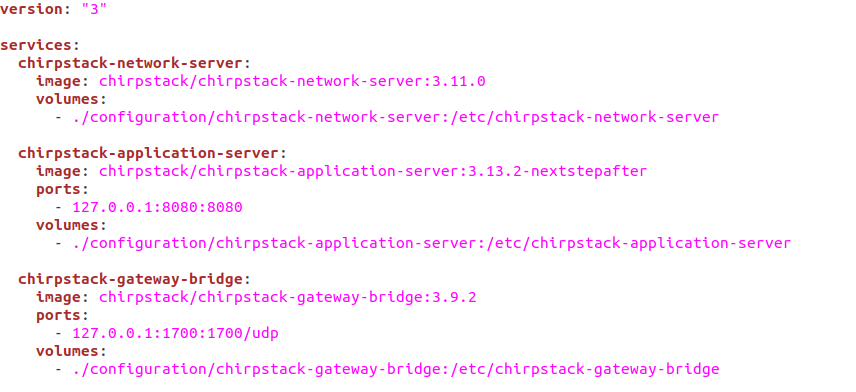 version: "3"
services:
chirpstack-network-server:
image: chirpstack/chirpstack-network-server:3.11.0
volumes:
- ./configuration/chirpstack-network-server:/etc/chirpstack-network-server
chirpstack-application-server:
image: chirpstack/chirpstack-application-server:3.13.2-nextstepafter
ports:
- 127.0.0.1:8080:8080
volumes:
- ./configuration/chirpstack-application-server:/etc/chirpstack-application-server
chirpstack-gateway-bridge:
image: chirpstack/chirpstack-gateway-bridge:3.9.2
ports:
- 127.0.0.1:1700:1700/udp
volumes:
- ./configuration/chirpstack-gateway-bridge:/etc/chirpstack-gateway-bridge